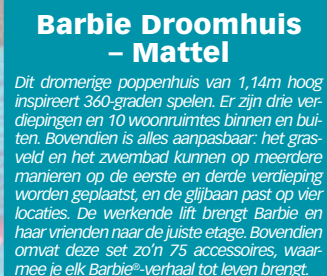 Barbie Droomhuis
– Mattel
Dit dromerige poppenhuis van 1,14m hoog
inspireert 360-graden spelen. Er zijn drie ver-
diepingen en 10 woonruimtes binnen en bui-
ten. Bovendien is alles aanpasbaar: het gras-
veld en het zwembad kunnen op meerdere
manieren op de eerste en derde verdieping
worden geplaatst, en de glijbaan past op vier
locaties. De werkende lift brengt Barbie en
haar vrienden naar de juiste etage. Bovendien
omvat deze set zo'n 75 accessoires, waar-
mee je elk Barbie®-verhaal tot leven brengt.